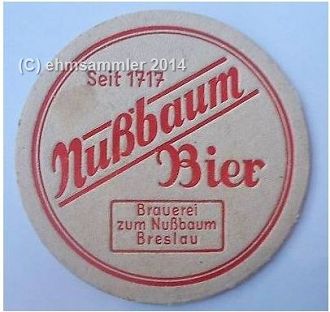 (C) ehmsammler 2014
Seit 1717
Nußbaum
Bier
Brauerei
zum Nußbaum
Breslau